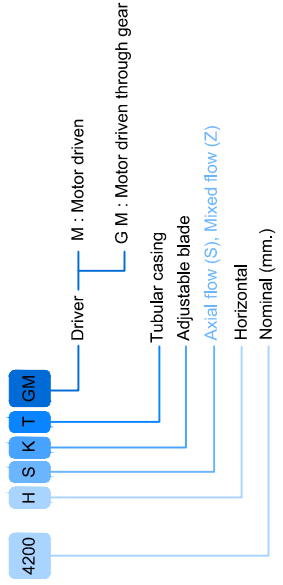 4200 H S K T GM
Driver
M : Motor driven
G M : Motor driven through gear
Tubular casing
Adjustable blade
Axial flow (S), Mixed flow (Z)
Horizontal
Nominal (mm.)